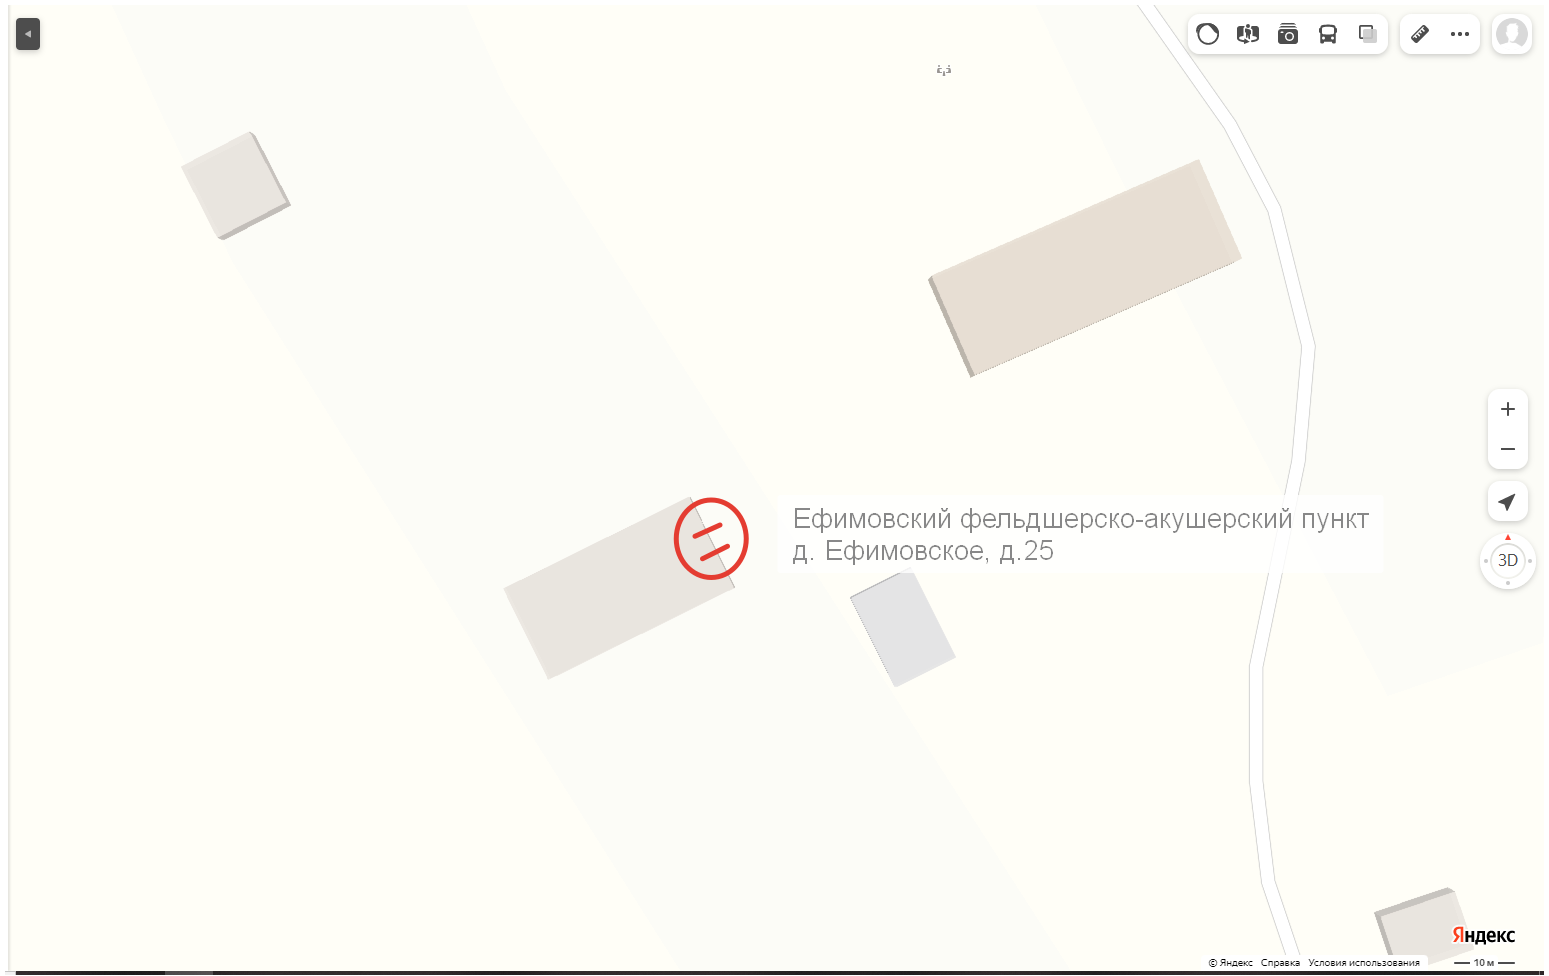 Ефимовский фельдшерско-акушерский пункт
д. Ефимовское, д.25
3D
Яндекс
© Яндекс Справка Условия использования
10 м